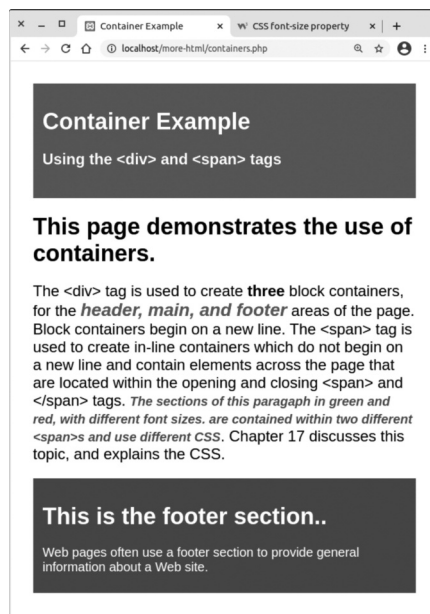 Container Example
CSS font-size property
localhost/more-html/containers.php
Container Example
Using the <div> and <span> tags
This page demonstrates the use of
containers.
The <div> tag is used to create three block containers,
for the header, main, and footer areas of the page.
Block containers begin on a new line. The <span> tag is
used to create in-line containers which do not begin on
a new line and contain elements across the page that
are located within the opening and closing <span> and
</span> tags. The sections of this paragaph in green and
red, with different font sizes. are contained within two different
<span>s and use different CSS. Chapter 17 discusses this
topic, and explains the CSS.
This is the footer section..
Web pages often use a footer section to provide general
information about a Web site.